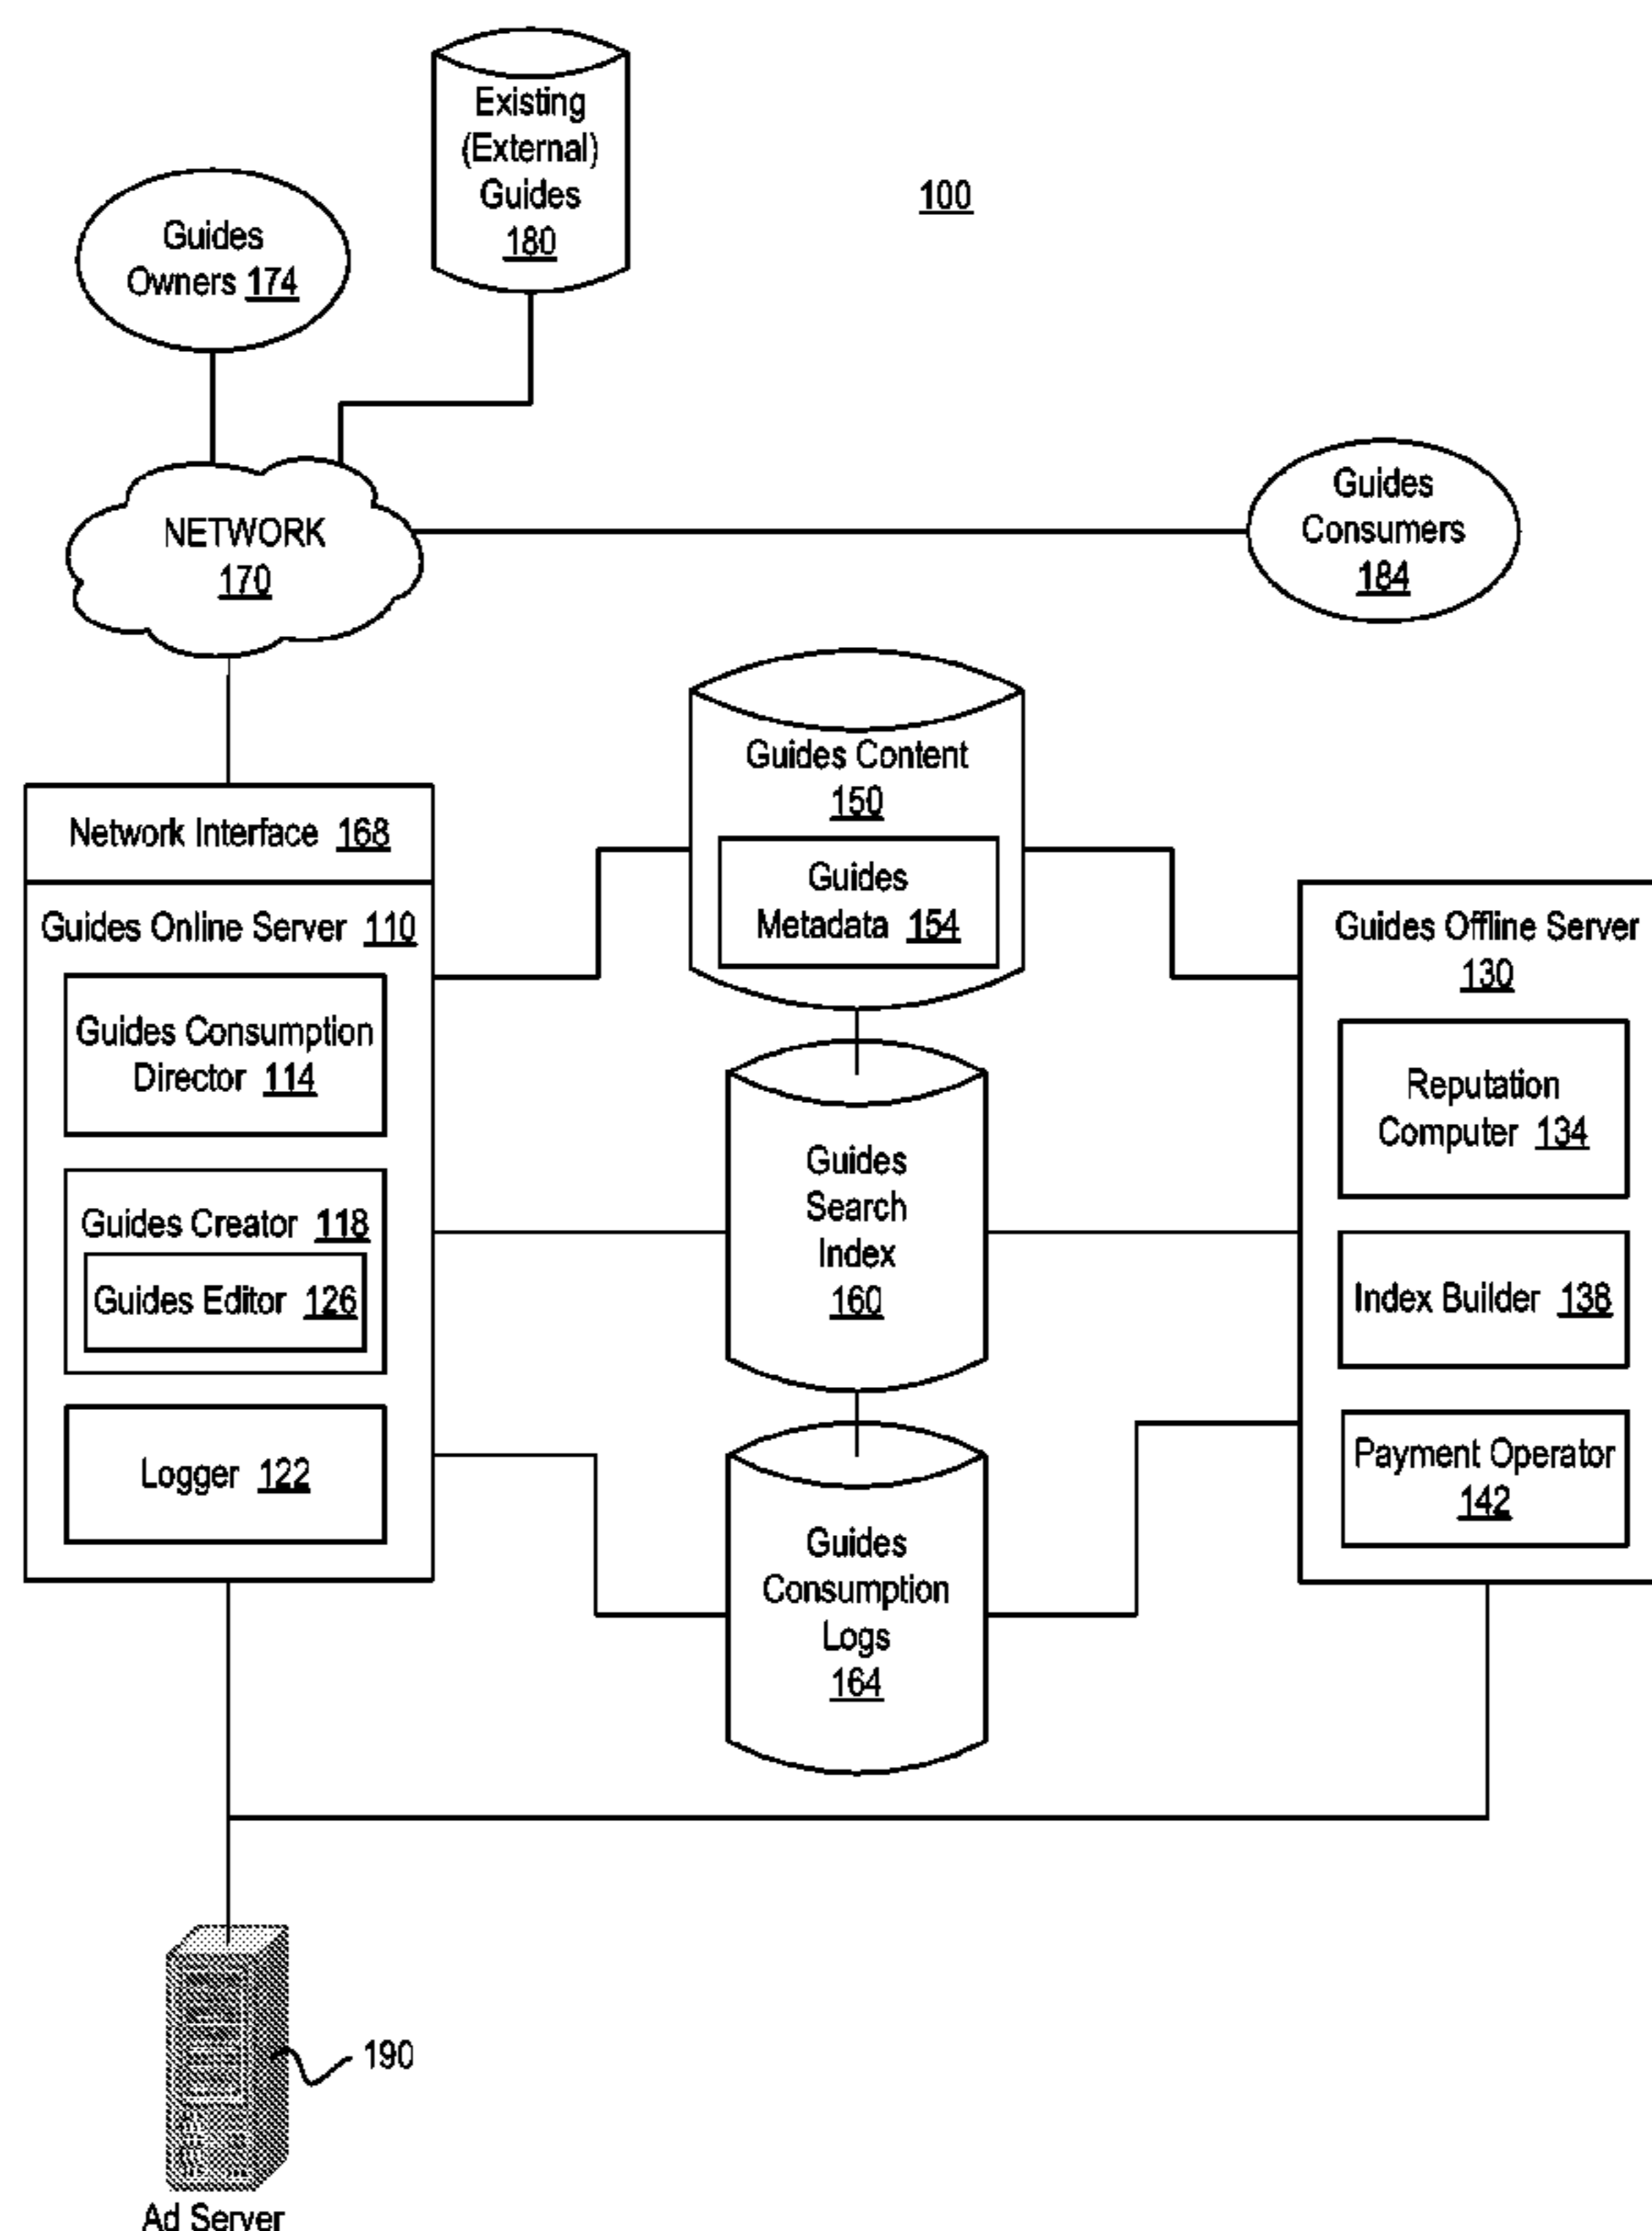 Existing
(External)
Guides
180
100
Guides
Owners 174
NETWORK
170
Guides
Consumers
184
Guides Content
150
Guides
Metadata 154
Network Interface 168
Guides Online Server 110
Guides Consumption
Director 114
Guides Creator 118
Guides Editor 126
Logger 122
Guides
Search
Index
160
Guides
Consumption
Logs
164
Guides Offline Server
130
Reputation
Computer 134
Index Builder 138
Payment Operator
142
190
Ad Server